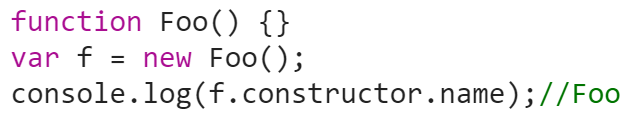 function Foo() {}
var f = new Foo();
console.log(f.constructor.name);//Foo